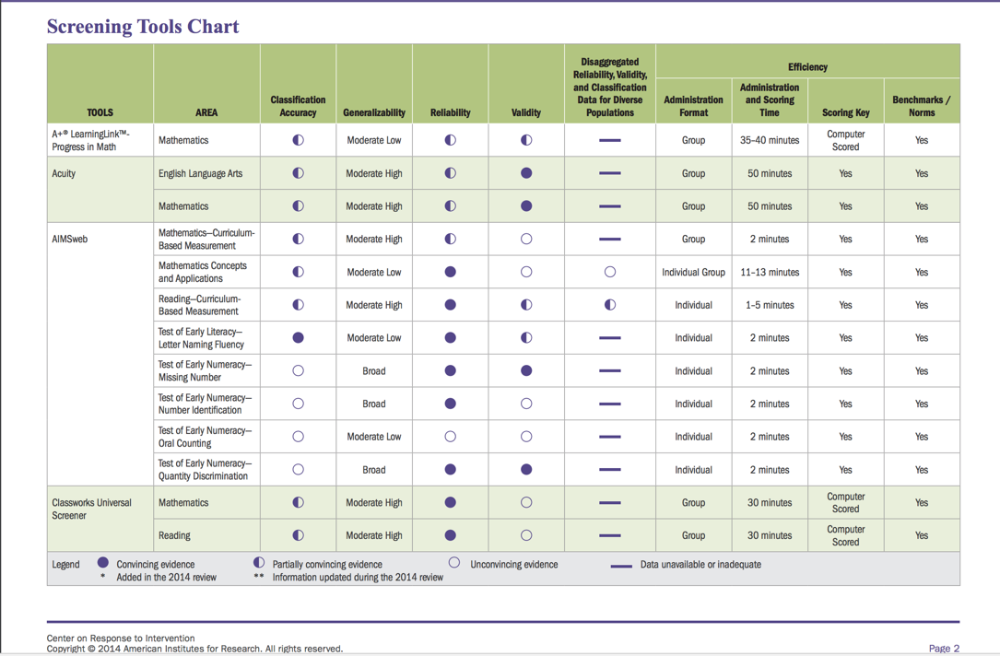 Screening Tools Chart
TOOLS
AREA
Classification
Accuracy
Generalizability
Reliability
Validity
Disaggregated
Reliability, Validity,
and Classification
Data for Diverse
Populations
Efficiency
Administration
Format
Administration
and Scoring
Time
Scoring Key
Benchmarks /
Norms
A+® LearningLink™-
Progress in Math
Mathematics
Moderate Low
Group
35–40 minutes
Computer
Scored
Yes
Acuity
English Language Arts
Moderate High
Group
50 minutes
Yes
Yes
Mathematics
Moderate High
Group
50 minutes
Yes
Yes
AIMSweb
Mathematics—Curriculum-
Based Measurement
Moderate High
Group
2 minutes
Yes
Yes
Mathematics Concepts
and Applications
Moderate Low
Individual Group
11–13 minutes
Yes
Yes
Reading—Curriculum-
Based Measurement
Moderate High
Individual
1–5 minutes
Yes
Yes
Test of Early Literacy—
Letter Naming Fluency
Moderate Low
Individual
2 minutes
Yes
Yes
Test of Early Numeracy—
Missing Number
Broad
Individual
2 minutes
Yes
Yes
Test of Early Numeracy—
Number Identification
Broad
Individual
2 minutes
Yes
Yes
Test of Early Numeracy—
Oral Counting
Moderate Low
Individual
2 minutes
Yes
Yes
Test of Early Numeracy—
Quantity Discrimination
Broad
Individual
2 minutes
Yes
Yes
Classworks Universal
Screener
Mathematics
Moderate High
Group
30 minutes
Computer
Scored
Yes
Reading
Moderate High
Group
30 minutes
Computer
Scored
Yes
Legend
Convincing evidence
Partially convincing evidence
Unconvincing evidence
Data unavailable or inadequate
* Added in the 2014 review
** Information updated during the 2014 review
Center on Response to Intervention
Copyright © 2014 American Institutes for Research. All rights reserved.
Page 2